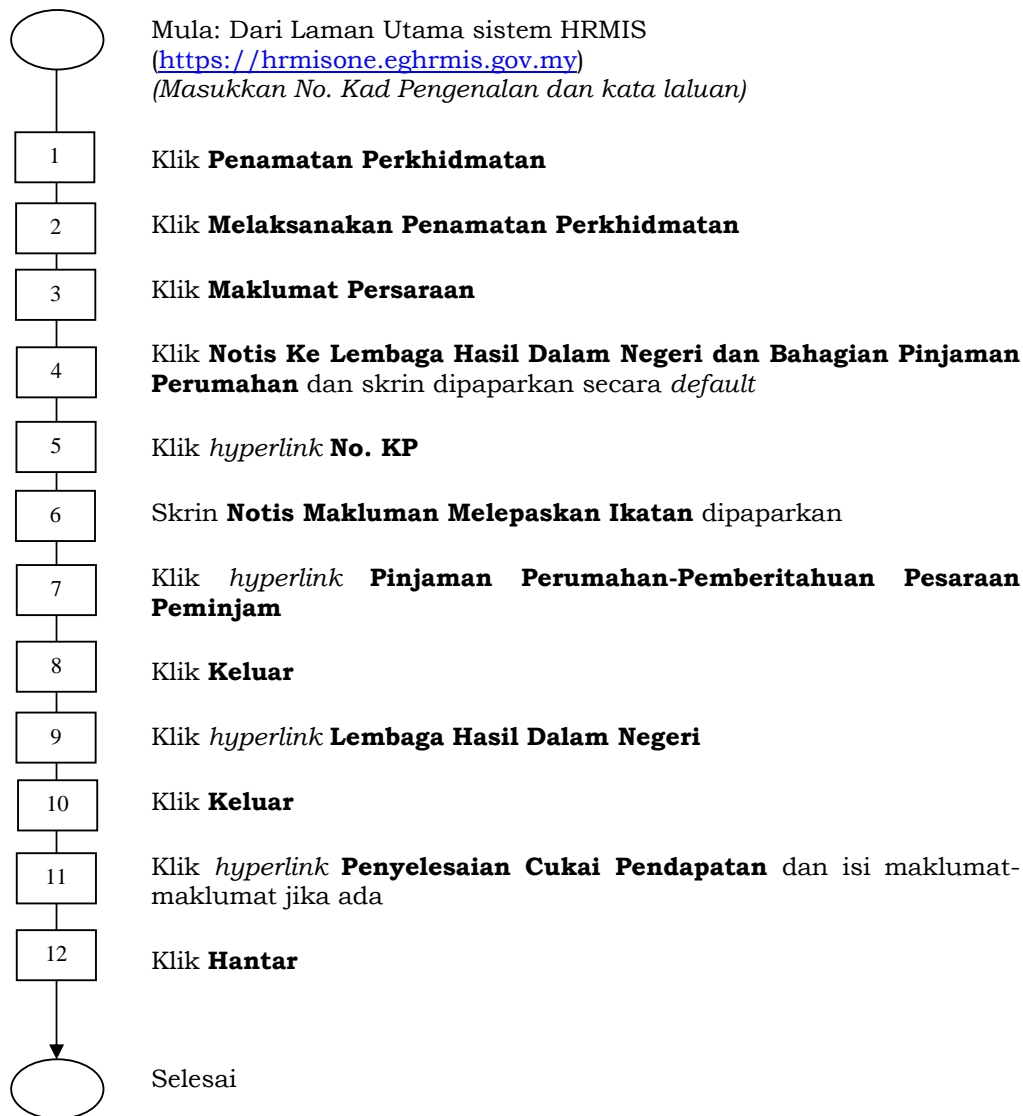 Mula: Dari Laman Utama sistem HRMIS
(https://hrmisone.eghrmis.gov.my)
(Masukkan No. Kad Pengenalan dan kata laluan)
1
Klik Penamatan Perkhidmatan
2
Klik Melaksanakan Penamatan Perkhidmatan
3
Klik Maklumat Persaraan
4
Klik Notis Ke Lembaga Hasil Dalam Negeri dan Bahagian Pinjaman
Perumahan dan skrin dipaparkan secara default
5
Klik hyperlink No. KP
6
Skrin Notis Makluman Melepaskan Ikatan dipaparkan
7
Klik hyperlink Pinjaman Perumahan-Pemberitahuan Pesaraan
Peminjam
8
Klik Keluar
9
Klik hyperlink Lembaga Hasil Dalam Negeri
10
Klik Keluar
11
Klik hyperlink Penyelesaian Cukai Pendapatan dan isi maklumat-
maklumat jika ada
12
Klik Hantar
Selesai